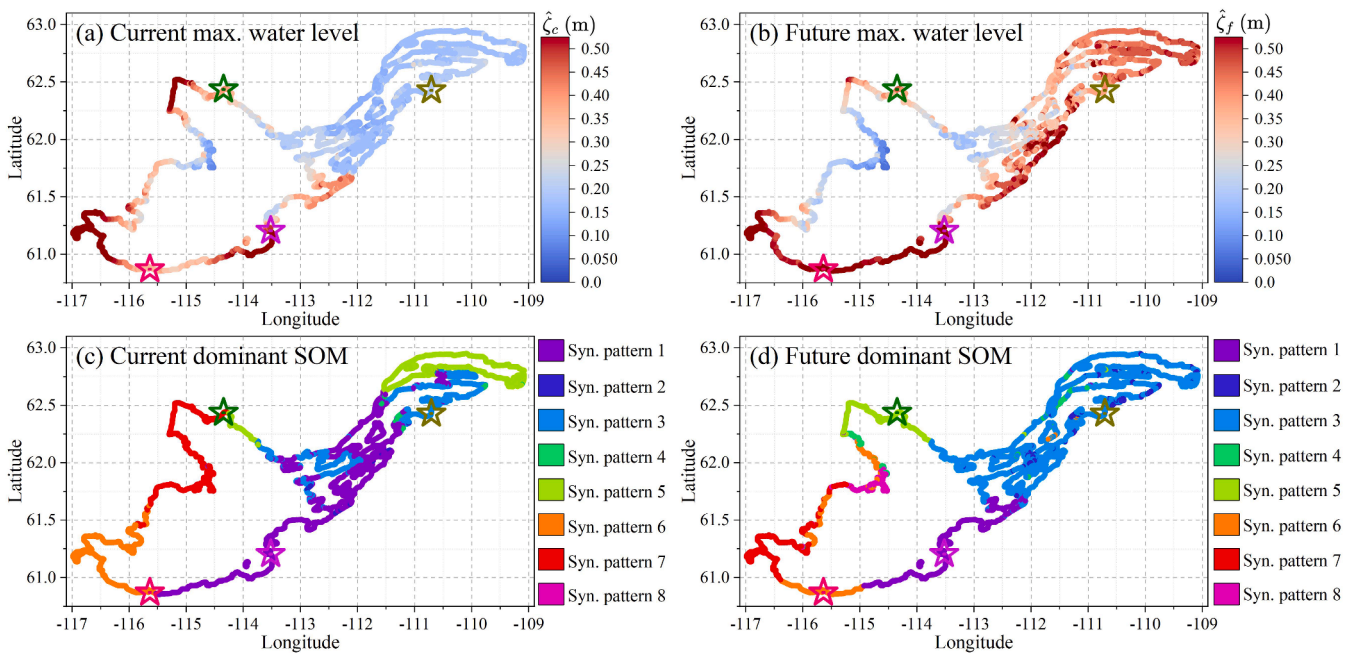 (a) Current max. water level
ζ̂c (m)
63.0
62.5
62.0
61.5
61.0
Latitude
-117 -116 -115 -114 -113 -112 -111 -110 -109
Longitude
0.50
0.45
0.40
0.35
0.30
0.25
0.20
0.15
0.10
0.050
0.0
(b) Future max. water level
ζ̂f (m)
63.0
62.5
62.0
61.5
61.0
Latitude
-117 -116 -115 -114 -113 -112 -111 -110 -109
Longitude
0.50
0.45
0.40
0.35
0.30
0.25
0.20
0.15
0.10
0.050
0.0
(c) Current dominant SOM
63.0
62.5
62.0
61.5
61.0
Latitude
-117 -116 -115 -114 -113 -112 -111 -110 -109
Longitude
Syn. pattern 1
Syn. pattern 2
Syn. pattern 3
Syn. pattern 4
Syn. pattern 5
Syn. pattern 6
Syn. pattern 7
Syn. pattern 8
(d) Future dominant SOM
63.0
62.5
62.0
61.5
61.0
Latitude
-117 -116 -115 -114 -113 -112 -111 -110 -109
Longitude
Syn. pattern 1
Syn. pattern 2
Syn. pattern 3
Syn. pattern 4
Syn. pattern 5
Syn. pattern 6
Syn. pattern 7
Syn. pattern 8